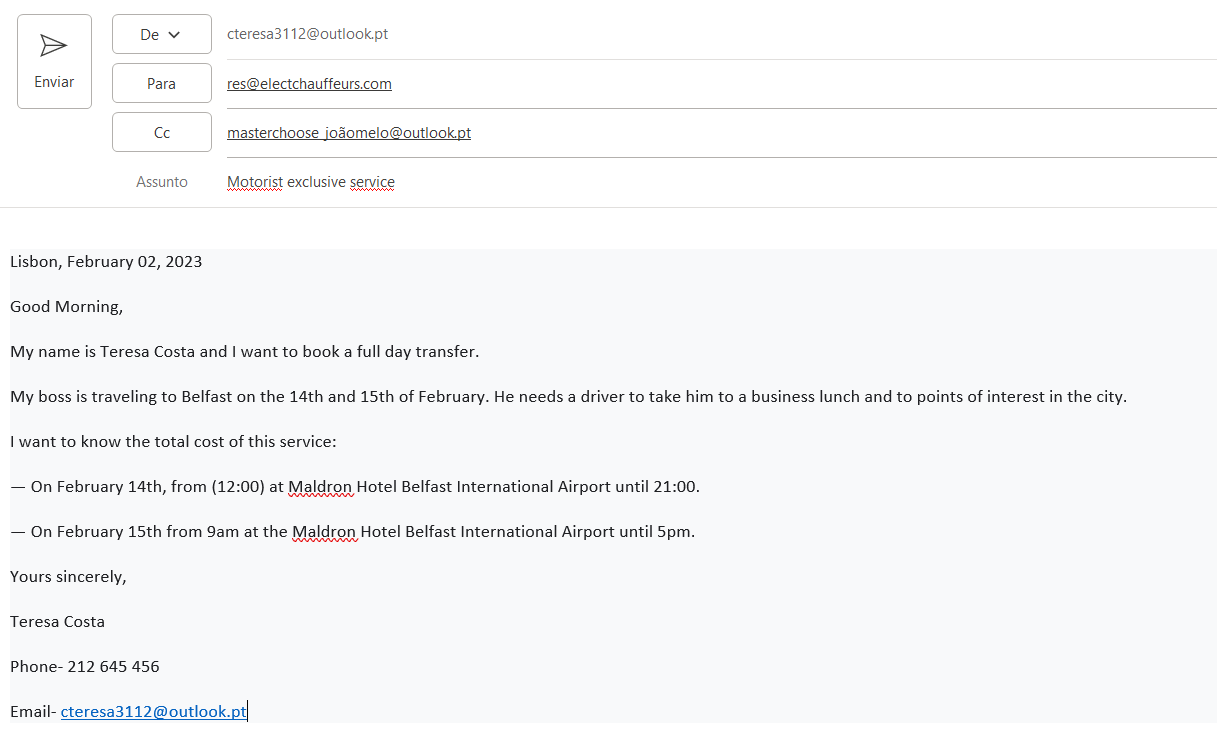 Enviar
De
cteresa3112@outlook.pt
Para
res@electchauffeurs.com
Cc
masterchoose_joãomelo@outlook.pt
Assunto
Motorist exclusive service
Lisbon, February 02, 2023
Good Morning,
My name is Teresa Costa and I want to book a full day transfer.
My boss is traveling to Belfast on the 14th and 15th of February. He needs a driver to take him to a business lunch and to points of interest in the city.
I want to know the total cost of this service:
— On February 14th, from (12:00) at Maldron Hotel Belfast International Airport until 21:00.
— On February 15th from 9am at the Maldron Hotel Belfast International Airport until 5pm.
Yours sincerely,
Teresa Costa
Phone- 212 645 456
Email- cteresa3112@outlook.pt